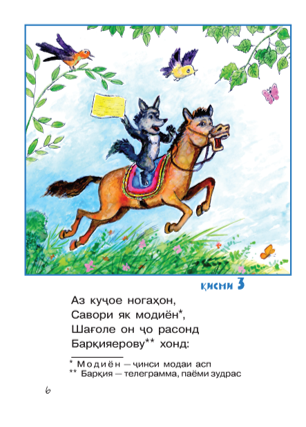 қисми 3
Аз куҷое ногаҳон,
Савори як модиён*,
Шағоле он ҷо расонд
Барқияерову** хонд:
* Модиён — ҷинси модаи асп
** Барқия — телеграмма, паёми зудрас
6